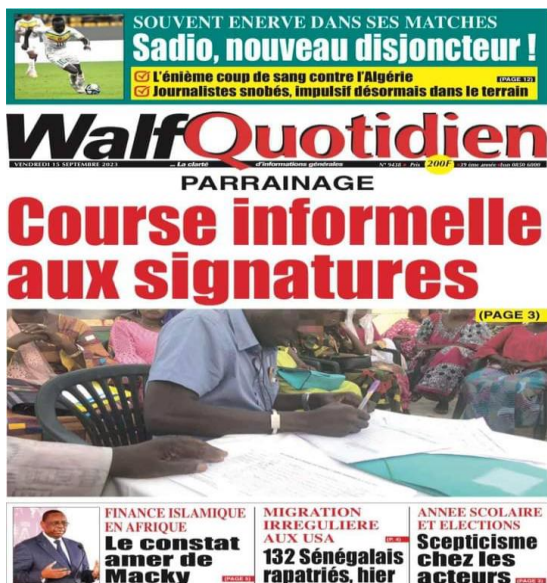 SOUVENT ENERVE DANS SES MATCHES
Sadio, nouveau disjoncteur !
L'énième coup de sang contre l'Algérie (PAGE 12)
Journalistes snobés, impulsif désormais dans le terrain
WalfQuotidien
VENDREDI 15 SEPTEMBRE 2023 ... La clarté d'informations générales N° 9438 • Prix 200F
PARRAINAGE
Course informelle
aux signatures
(PAGE 3)
FINANCE ISLAMIQUE
EN AFRIQUE
Le constat
amer de
Macky
MIGRATION
IRREGULIERE
AUX USA
132 Sénégalais
rapatriés, hier
ANNEE SCOLAIRE
ET ELECTIONS
Scepticisme
chez les
acteurs